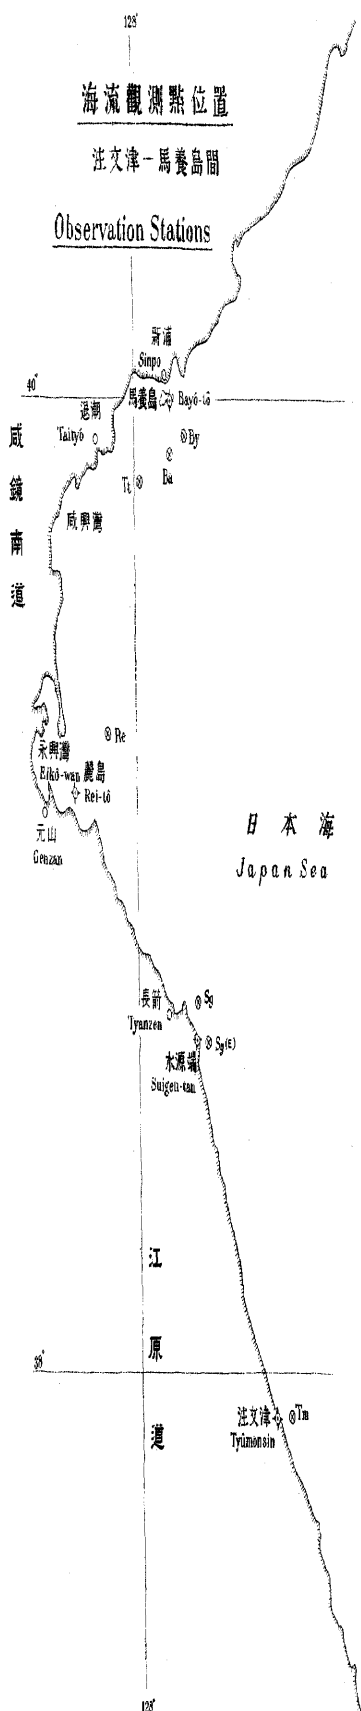 128°
海流觀測點位置
注文津－馬養島間
Observation Stations
新浦
Sinpo
40°
馬養島
Bayô-tô
退潮
Taityô
By
Ba
Tt
咸鏡南道
咸興灣
Re
永興灣
Eikô-wan
麗島
Rei-tô
元山
Genzan
日本海
Japan Sea
長箭
Tyanzen
Sg
Sg(E)
水源端
Suigen-tan
江原道
38°
注文津
Tyûmonsin
Tm
128°